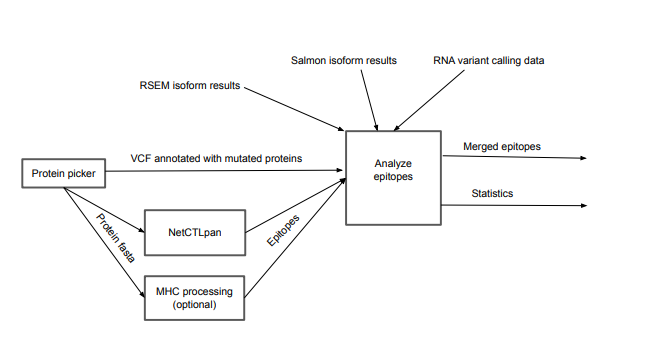 Salmon isoform results
RNA variant calling data
RSEM isoform results
Merged epitopes
VCF annotated with mutated proteins
Analyze
epitopes
Protein picker
Statistics
Protein fasta
NetCTLpan
Epitopes
MHC processing
(optional)